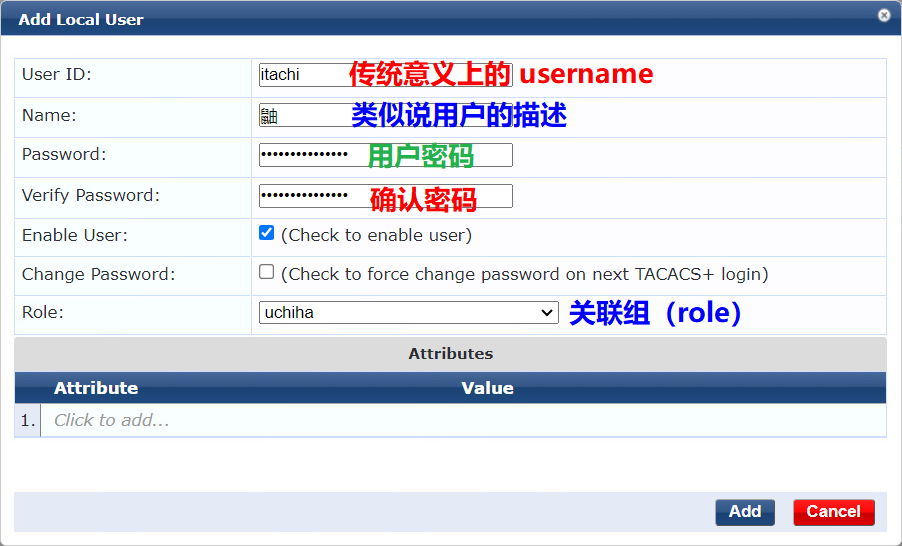 Add Local User
User ID: itachi 传统意义上的 username
Name: 鼬 类似说用户的描述
Password: ••••••••••••••• 用户密码
Verify Password: ••••••••••••••• 确认密码
Enable User: (Check to enable user)
Change Password: (Check to force change password on next TACACS+ login)
Role: uchiha 关联组（role）
Attributes
Attribute Value
1. Click to add...
Add Cancel